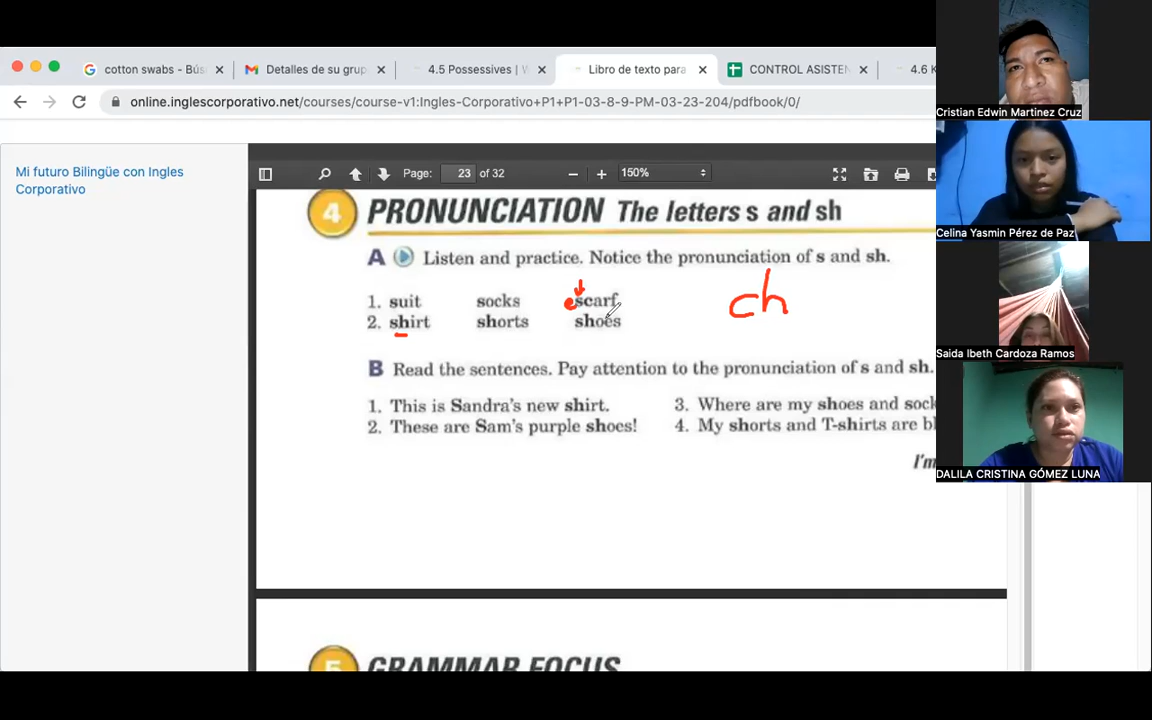 cotton swabs - Bús
Detalles de su grup
4.5 Possessives | W
Libro de texto para
CONTROL ASISTEN
4.6 K
online.inglescorporativo.net/courses/course-v1:Ingles-Corporativo+P1+P1-03-8-9-PM-03-23-204/pdfbook/0/
Mi futuro Bilingüe con Ingles
Corporativo
Page: 23 of 32
150%
4 PRONUNCIATION The letters s and sh
A Listen and practice. Notice the pronunciation of s and sh.
1. suit socks escarf
2. shirt shorts shoes
ch
B Read the sentences. Pay attention to the pronunciation of s and sh.
1. This is Sandra's new shirt.
2. These are Sam's purple shoes!
3. Where are my shoes and sock
4. My shorts and T-shirts are bl
I'm
5 GRAMMAR FOCUS
Cristian Edwin Martinez Cruz
Celina Yasmin Pérez de Paz
Saida Ibeth Cardoza Ramos
DALILA CRISTINA GÓMEZ LUNA